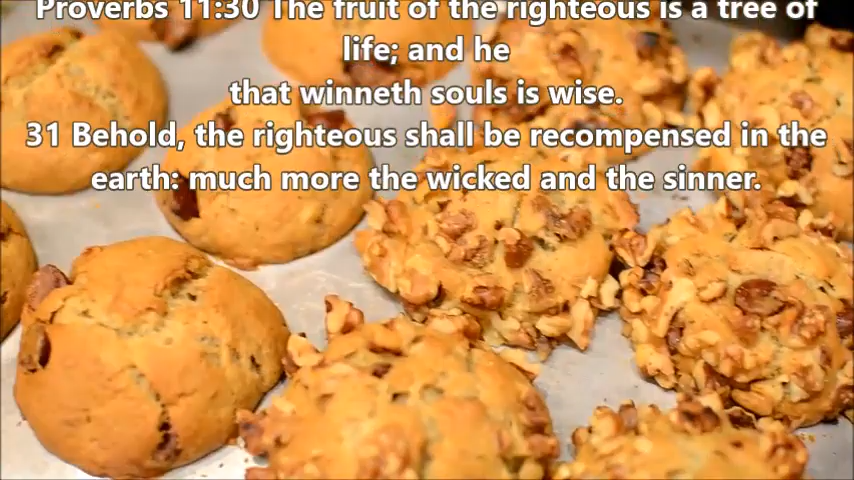 Proverbs 11:30 The fruit of the righteous is a tree of
life; and he
that winneth souls is wise.
31 Behold, the righteous shall be recompensed in the
earth: much more the wicked and the sinner.